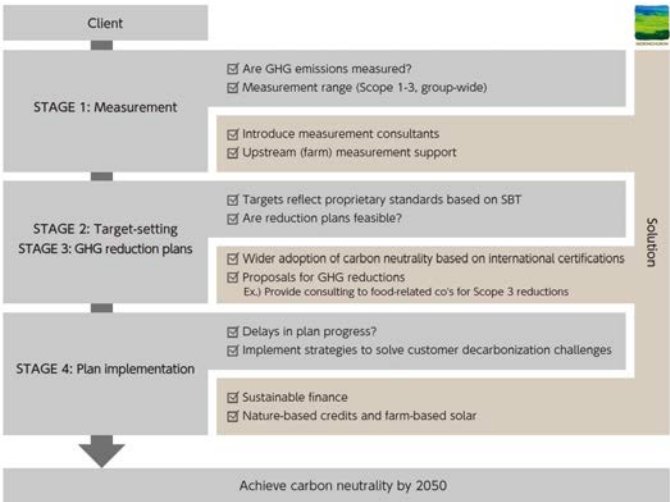 Client
STAGE 1: Measurement
Are GHG emissions measured?
Measurement range (Scope 1-3, group-wide)
Introduce measurement consultants
Upstream (farm) measurement support
STAGE 2: Target-setting
STAGE 3: GHG reduction plans
Targets reflect proprietary standards based on SBT
Are reduction plans feasible?
Wider adoption of carbon neutrality based on international certifications
Proposals for GHG reductions
Ex.) Provide consulting to food-related co's for Scope 3 reductions
STAGE 4: Plan implementation
Delays in plan progress?
Implement strategies to solve customer decarbonization challenges
Sustainable finance
Nature-based credits and farm-based solar
Solution
Achieve carbon neutrality by 2050